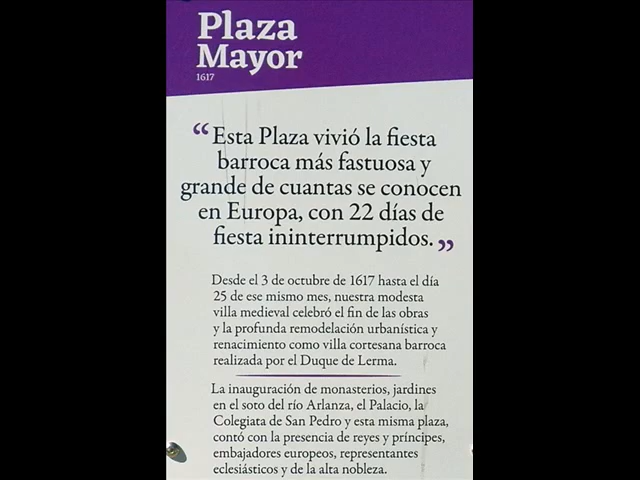 Plaza
Mayor
1617
“Esta Plaza vivió la fiesta
barroca más fastuosa y
grande de cuantas se conocen
en Europa, con 22 días de
fiesta ininterrumpidos.”
Desde el 3 de octubre de 1617 hasta el día
25 de ese mismo mes, nuestra modesta
villa medieval celebró el fin de las obras
y la profunda remodelación urbanística y
renacimiento como villa cortesana barroca
realizada por el Duque de Lerma.
La inauguración de monasterios, jardines
en el soto del río Arlanza, el Palacio, la
Colegiata de San Pedro y esta misma plaza,
contó con la presencia de reyes y príncipes,
embajadores europeos, representantes
eclesiásticos y de la alta nobleza.